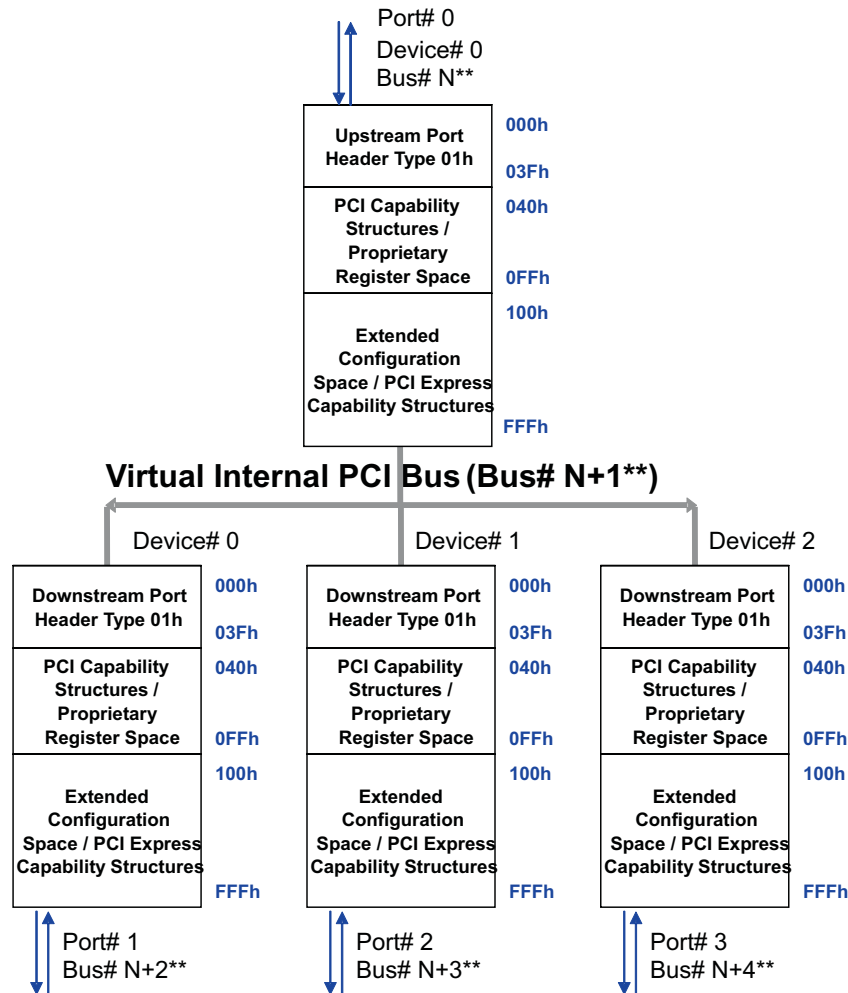 Port# 0
Device# 0
Bus# N**
Upstream Port
Header Type 01h
000h
03Fh
PCI Capability
Structures /
Proprietary
Register Space
040h
0FFh
Extended
Configuration
Space / PCI Express
Capability Structures
100h
FFFh
Virtual Internal PCI Bus (Bus# N+1**)
Device# 0
Downstream Port
Header Type 01h
000h
03Fh
PCI Capability
Structures /
Proprietary
Register Space
040h
0FFh
Extended
Configuration
Space / PCI Express
Capability Structures
100h
FFFh
Port# 1
Bus# N+2**
Device# 1
Downstream Port
Header Type 01h
000h
03Fh
PCI Capability
Structures /
Proprietary
Register Space
040h
0FFh
Extended
Configuration
Space / PCI Express
Capability Structures
100h
FFFh
Port# 2
Bus# N+3**
Device# 2
Downstream Port
Header Type 01h
000h
03Fh
PCI Capability
Structures /
Proprietary
Register Space
040h
0FFh
Extended
Configuration
Space / PCI Express
Capability Structures
100h
FFFh
Port# 3
Bus# N+4**